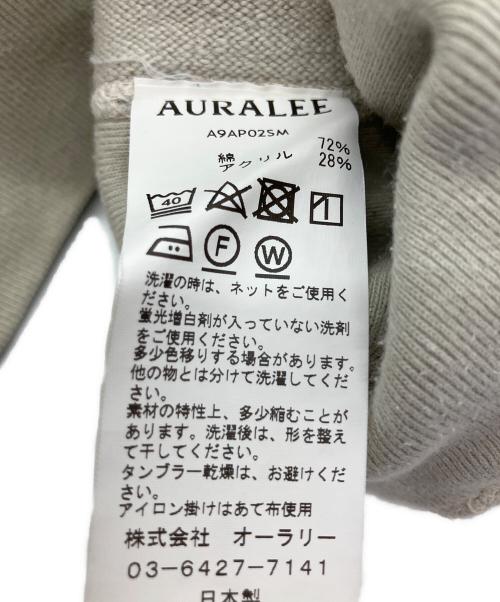 AURALEE
A9AP02SM
綿 72%
アクリル 28%
40
F W
洗濯の時は、ネットをご使用く
ださい。
蛍光増白剤が入っていない洗剤
をご使用ください。
多少色移りする場合があります。
他の物とは分けて洗濯してくだ
さい。
素材の特性上、多少縮むことが
あります。洗濯後は、形を整え
て干してください。
タンブラー乾燥は、お避けくだ
さい。
アイロン掛けはあて布使用
株式会社 オーラリー
03-6427-7141
日本製